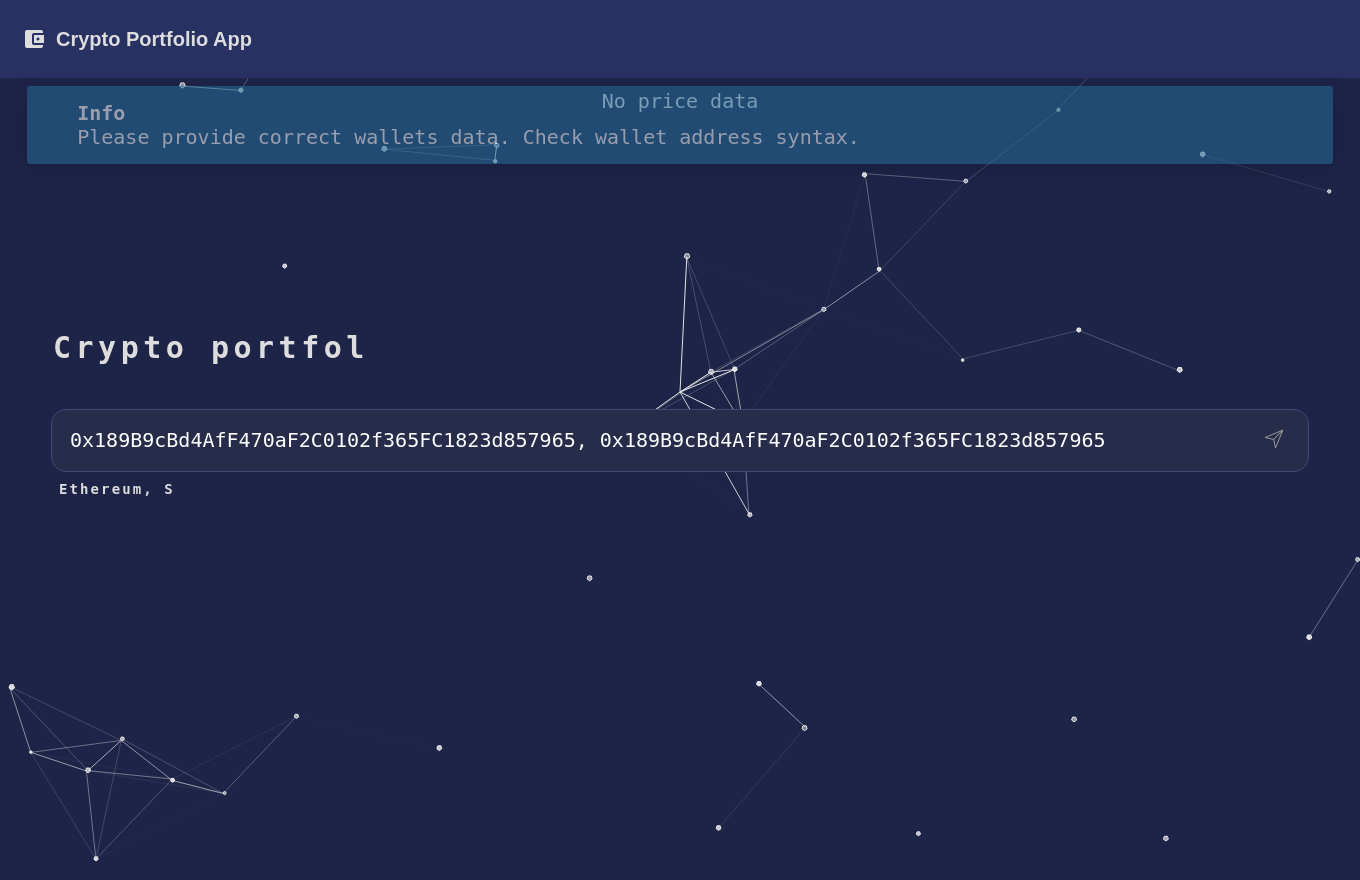 Crypto Portfolio App
No price data
Info
Please provide correct wallets data. Check wallet address syntax.
Crypto portfol
0x189B9cBd4AfF470aF2C0102f365FC1823d857965, 0x189B9cBd4AfF470aF2C0102f365FC1823d857965
Ethereum, S